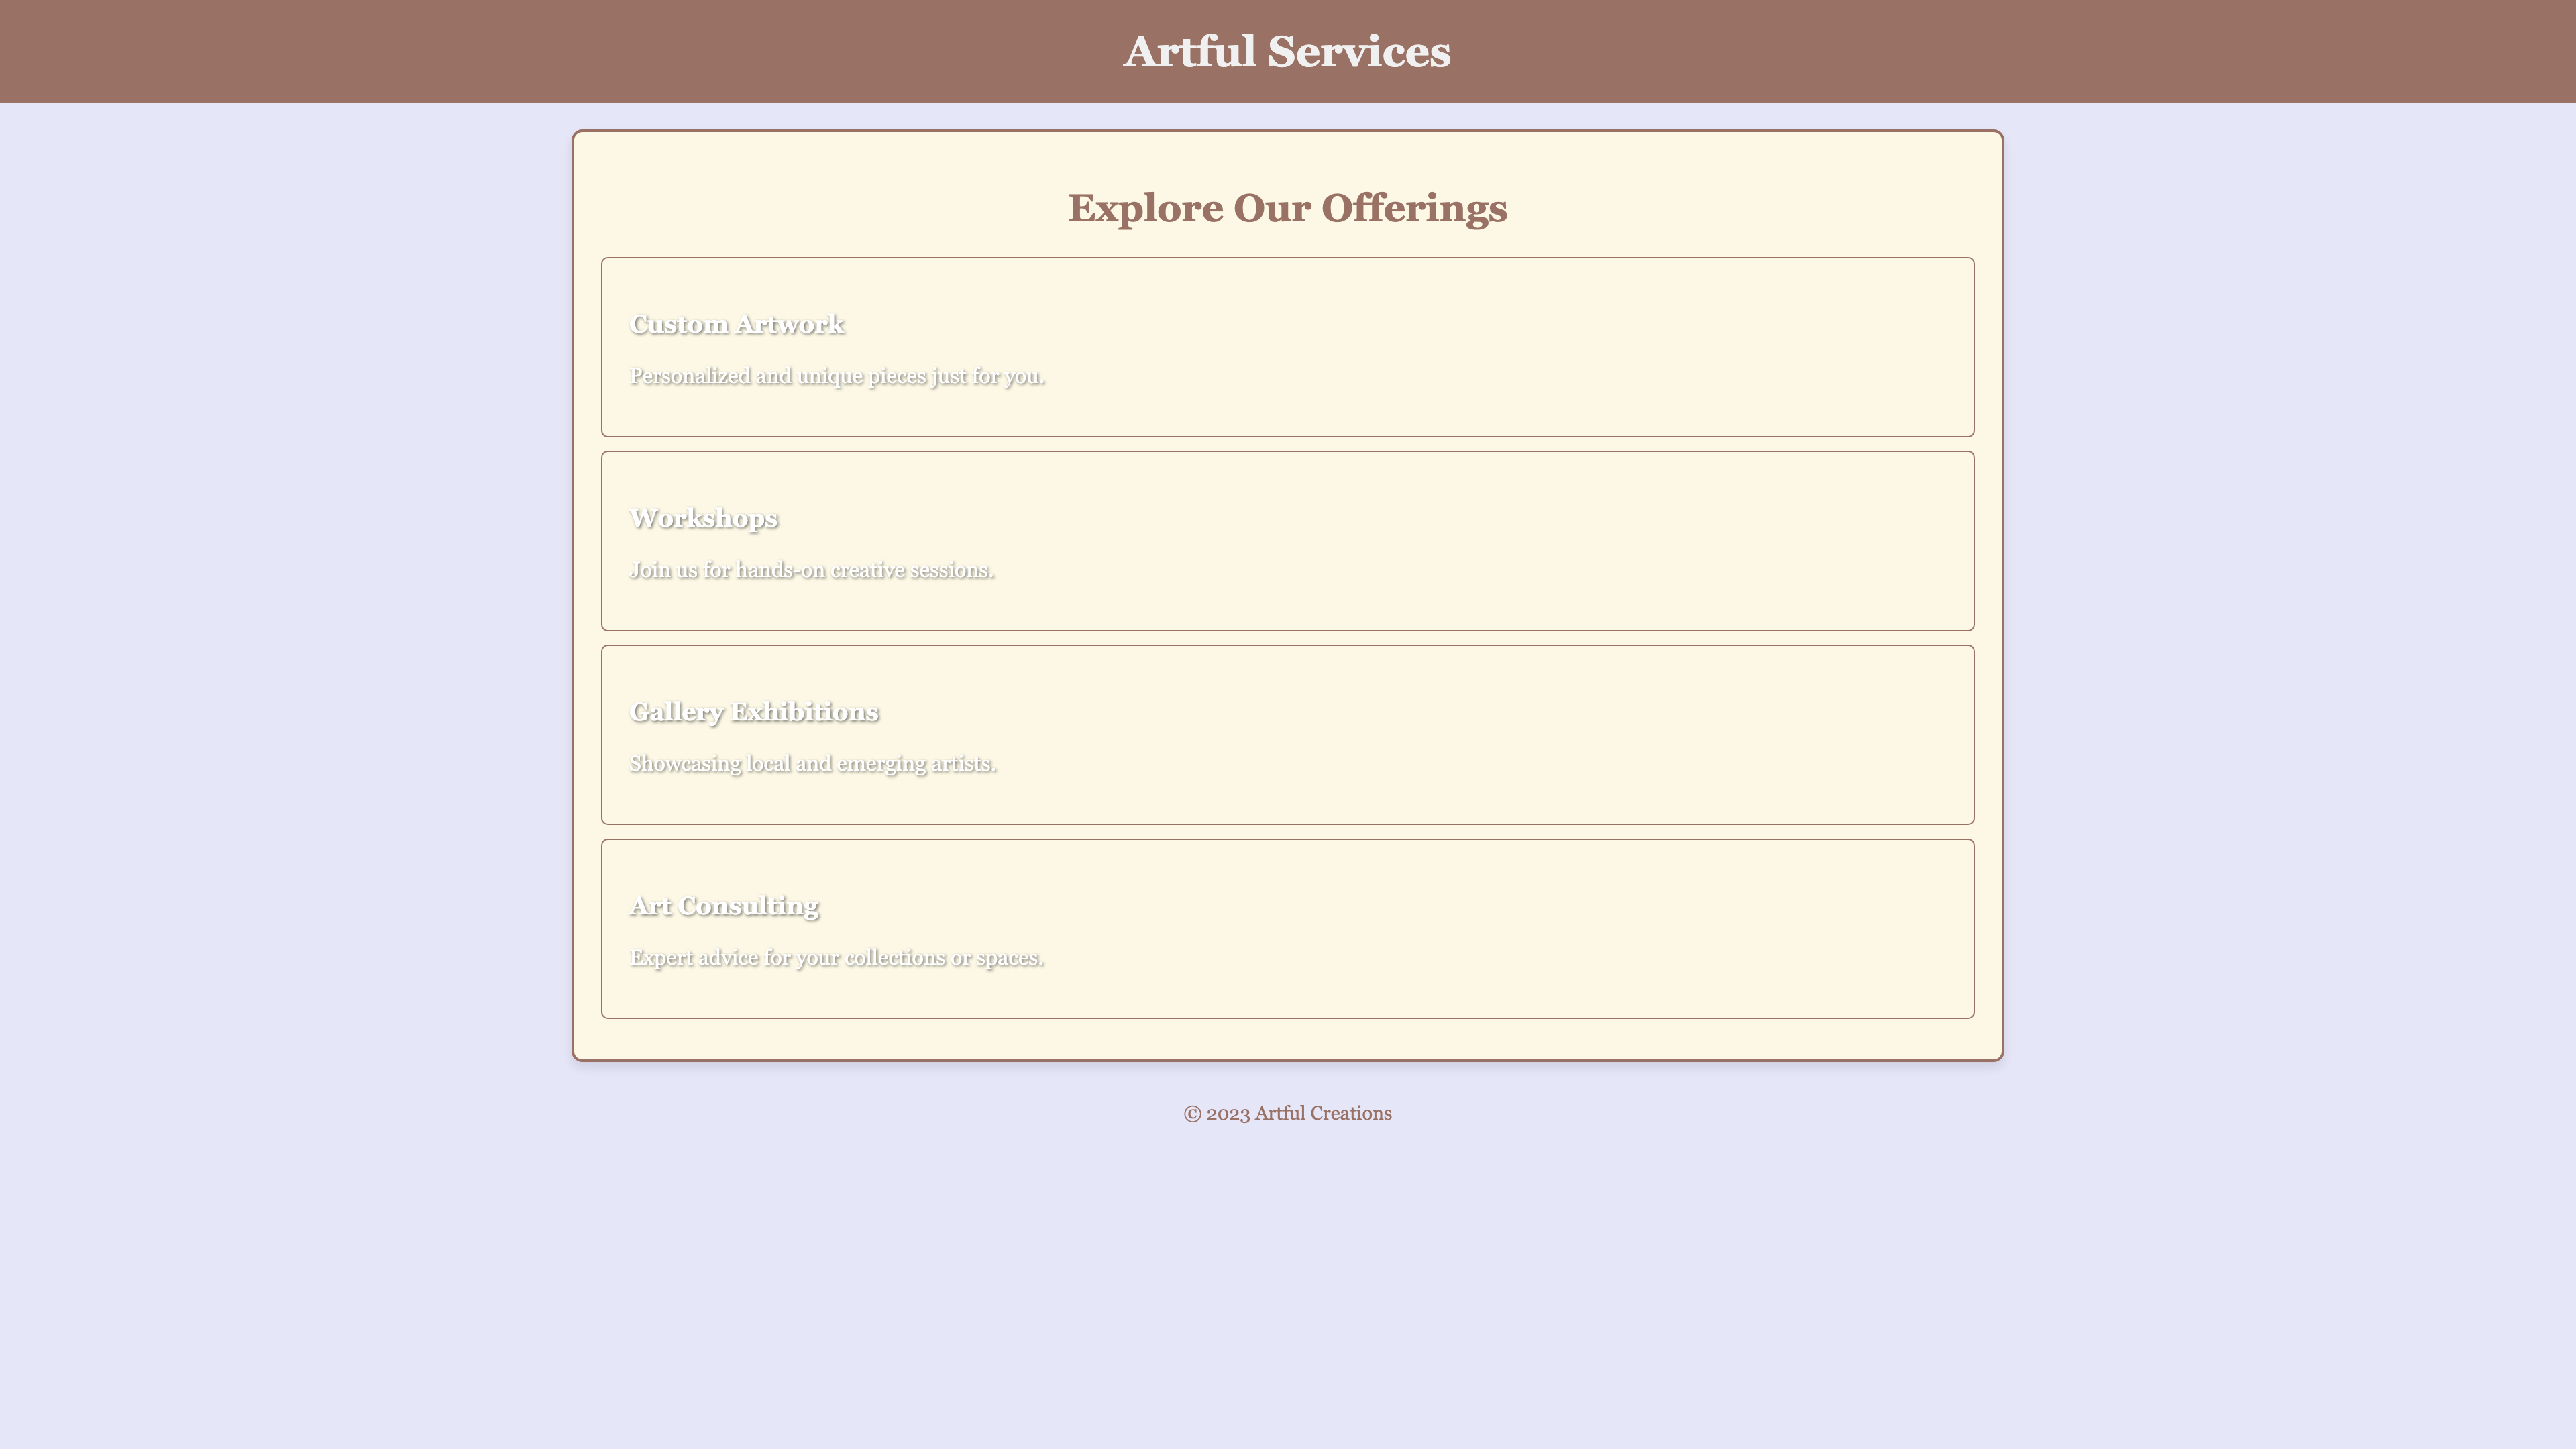 Artful Services
Explore Our Offerings
Custom Artwork
Personalized and unique pieces just for you.
Workshops
Join us for hands-on creative sessions.
Gallery Exhibitions
Showcasing local and emerging artists.
Art Consulting
Expert advice for your collections or spaces.
© 2023 Artful Creations